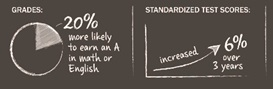 GRADES:
20%
more likely
to earn an A
in math or
English
STANDARDIZED TEST SCORES:
increased
6%
over
3 years